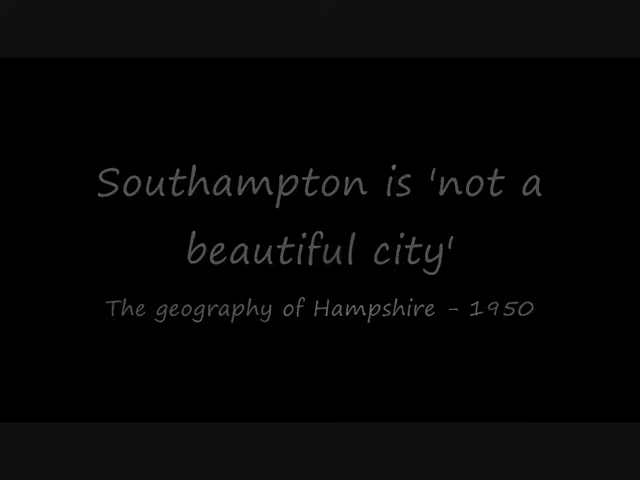 Southampton is 'not a
beautiful city'
The geography of Hampshire - 1950